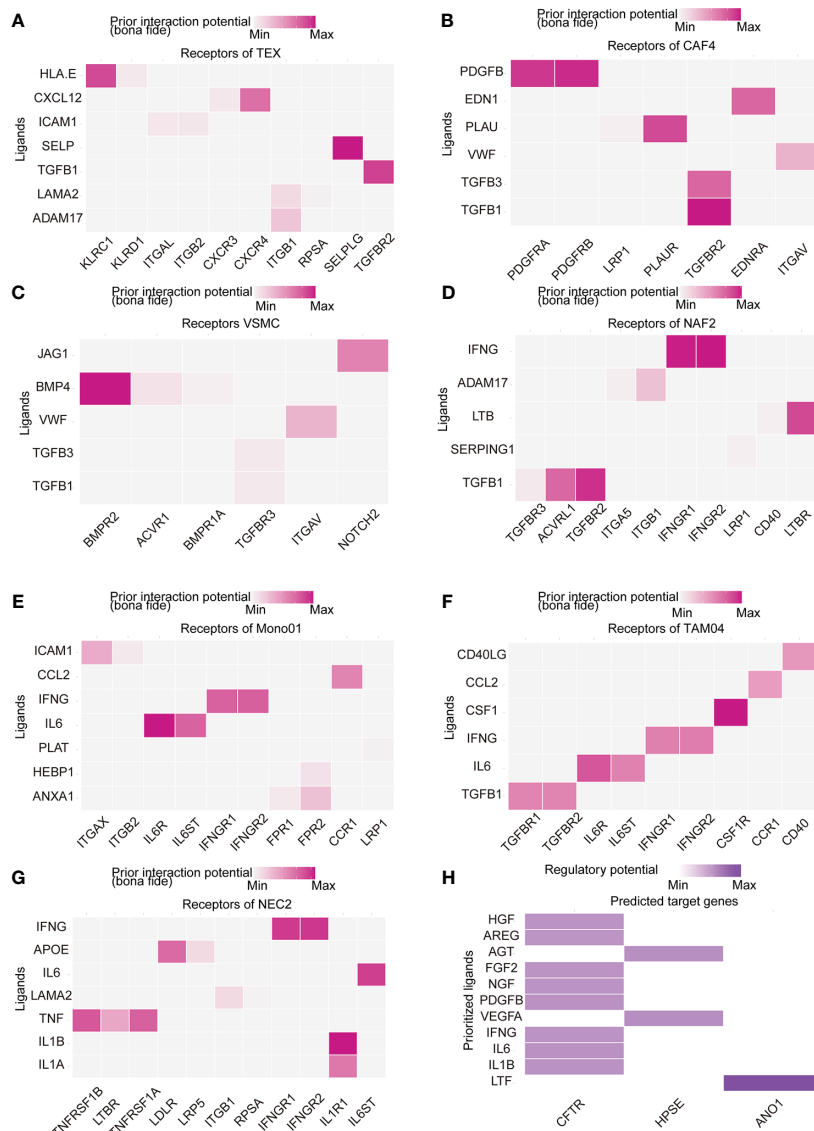 A
Prior interaction potential
(bona fide)
Min Max
Receptors of TEX
Ligands
HLA.E
CXCL12
ICAM1
SELP
TGFB1
LAMA2
ADAM17
KLRC1 KLRD1 ITGAL ITGB2 CXCR3 CXCR4 ITGB1 RPSA SELPLG TGFBR2
B
Prior interaction potential
(bona fide)
Min Max
Receptors of CAF4
Ligands
PDGFB
EDN1
PLAU
VWF
TGFB3
TGFB1
PDGFRA PDGFRB LRP1 PLAUR TGFBR2 EDNRA ITGAV
C
Prior interaction potential
(bona fide)
Min Max
Receptors VSMC
Ligands
JAG1
BMP4
VWF
TGFB3
TGFB1
BMPR2 ACVR1 BMPR1A TGFBR3 ITGAV NOTCH2
D
Prior interaction potential
(bona fide)
Min Max
Receptors of NAF2
Ligands
IFNG
ADAM17
LTB
SERPING1
TGFB1
TGFBR3 ACVRL1 TGFBR2 ITGA5 ITGB1 IFNGR1 IFNGR2 LRP1 CD40 LTBR
E
Prior interaction potential
(bona fide)
Min Max
Receptors of Mono01
Ligands
ICAM1
CCL2
IFNG
IL6
PLAT
HEBP1
ANXA1
ITGAX ITGB2 IL6R IL6ST IFNGR1 IFNGR2 FPR1 FPR2 CCR1 LRP1
F
Prior interaction potential
(bona fide)
Min Max
Receptors of TAM04
Ligands
CD40LG
CCL2
CSF1
IFNG
IL6
TGFB1
TGFBR1 TGFBR2 IL6R IL6ST IFNGR1 IFNGR2 CSF1R CCR1 CD40
G
Prior interaction potential
(bona fide)
Min Max
Receptors of NEC2
Ligands
IFNG
APOE
IL6
LAMA2
TNF
IL1B
IL1A
TNFRSF1B LTBR TNFRSF1A LDLR LRP5 ITGB1 RPSA IFNGR1 IFNGR2 IL1R1 IL6ST
H
Regulatory potential
Min Max
Predicted target genes
Prioritized ligands
HGF
AREG
AGT
FGF2
NGF
PDGFB
VEGFA
IFNG
IL6
IL1B
LTF
CFTR HPSE ANO1